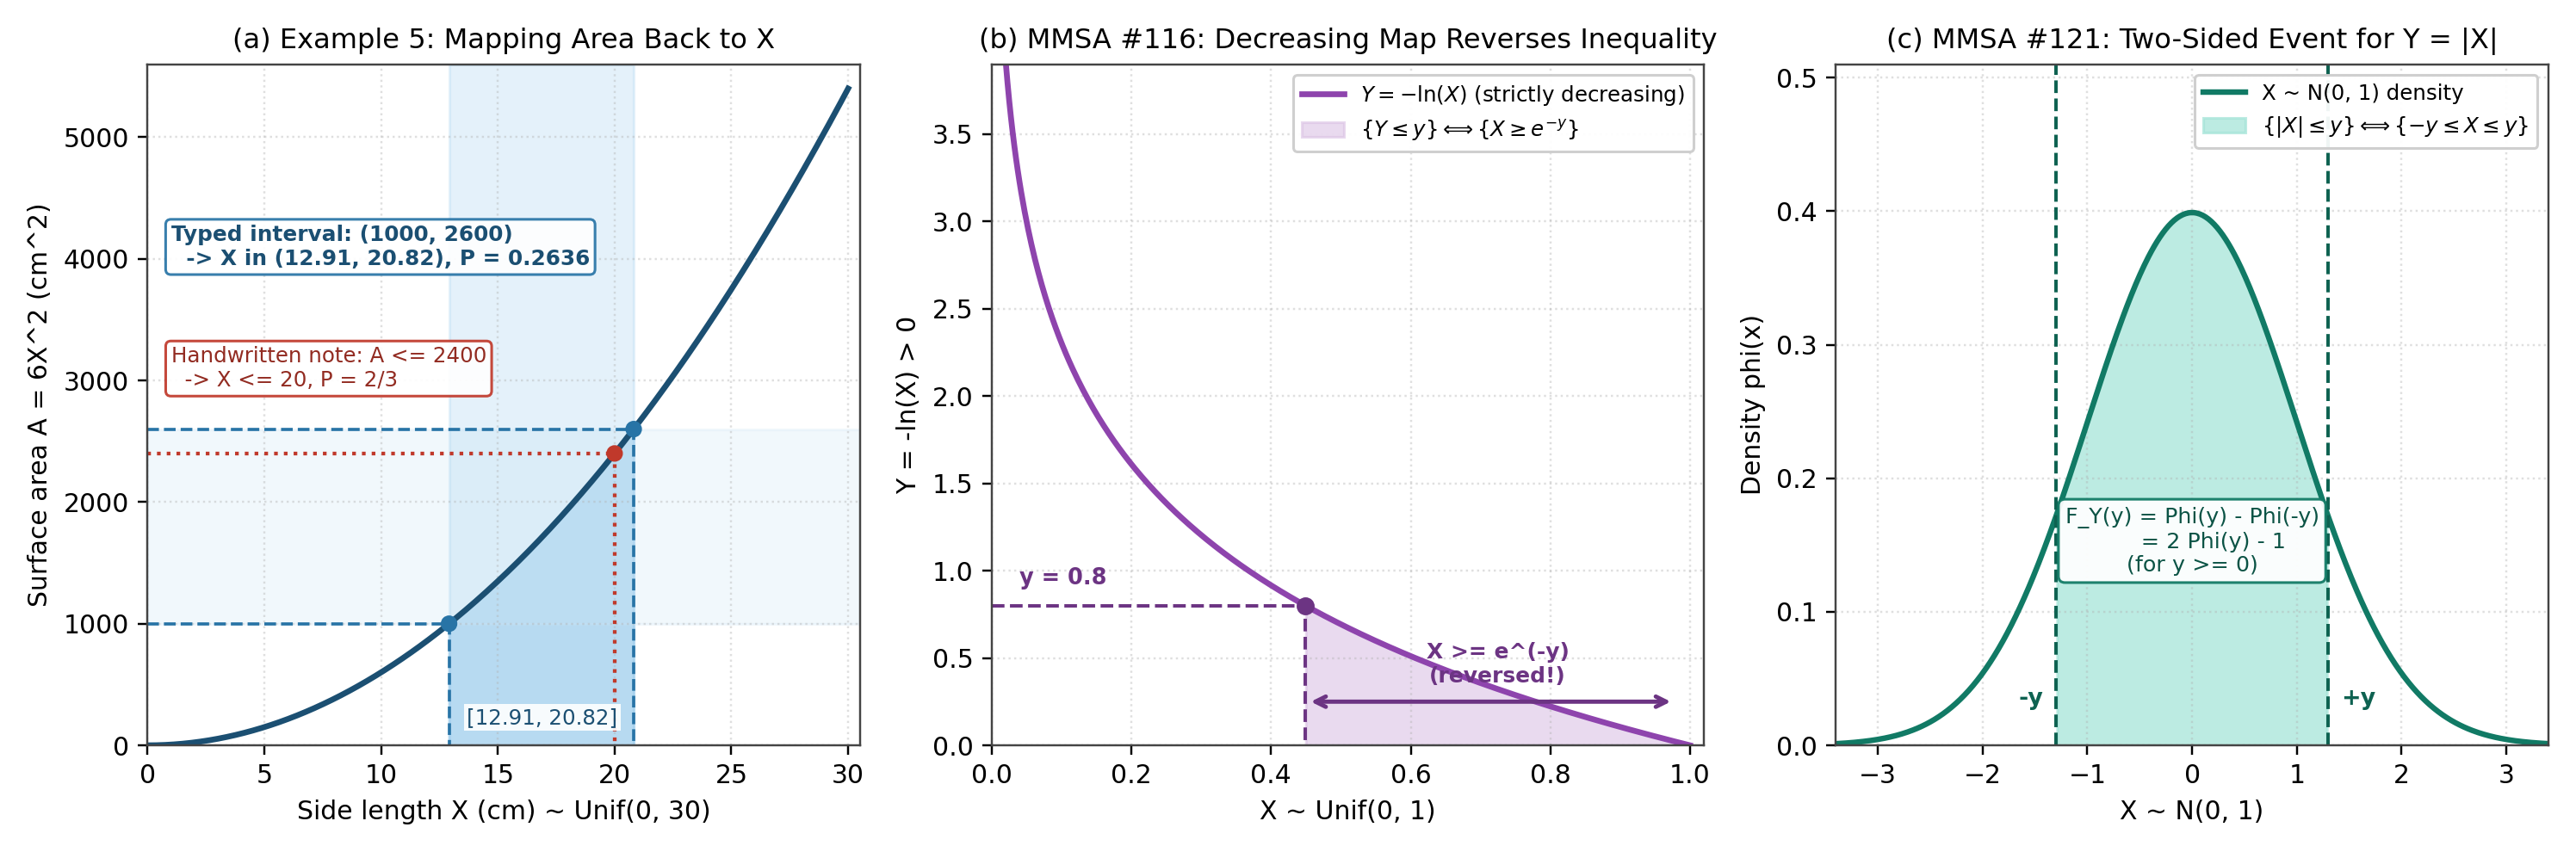 (a) Example 5: Mapping Area Back to X
Surface area A = 6X^2 (cm^2)
5000
4000
3000
2000
1000
0
Typed interval: (1000, 2600)
-> X in (12.91, 20.82), P = 0.2636
Handwritten note: A <= 2400
-> X <= 20, P = 2/3
[12.91, 20.82]
0 5 10 15 20 25 30
Side length X (cm) ~ Unif(0, 30)
(b) MMSA #116: Decreasing Map Reverses Inequality
Y = -ln(X) > 0
3.5
3.0
2.5
2.0
1.5
1.0
0.5
0.0
Y = −ln(X) (strictly decreasing)
{Y ≤ y} ⟺ {X ≥ e^{−y}}
y = 0.8
X >= e^(-y)
(reversed!)
0.0 0.2 0.4 0.6 0.8 1.0
X ~ Unif(0, 1)
(c) MMSA #121: Two-Sided Event for Y = |X|
Density phi(x)
0.5
0.4
0.3
0.2
0.1
0.0
X ~ N(0, 1) density
{|X| ≤ y} ⟺ {−y ≤ X ≤ y}
F_Y(y) = Phi(y) - Phi(-y)
= 2 Phi(y) - 1
(for y >= 0)
-y +y
−3 −2 −1 0 1 2 3
X ~ N(0, 1)